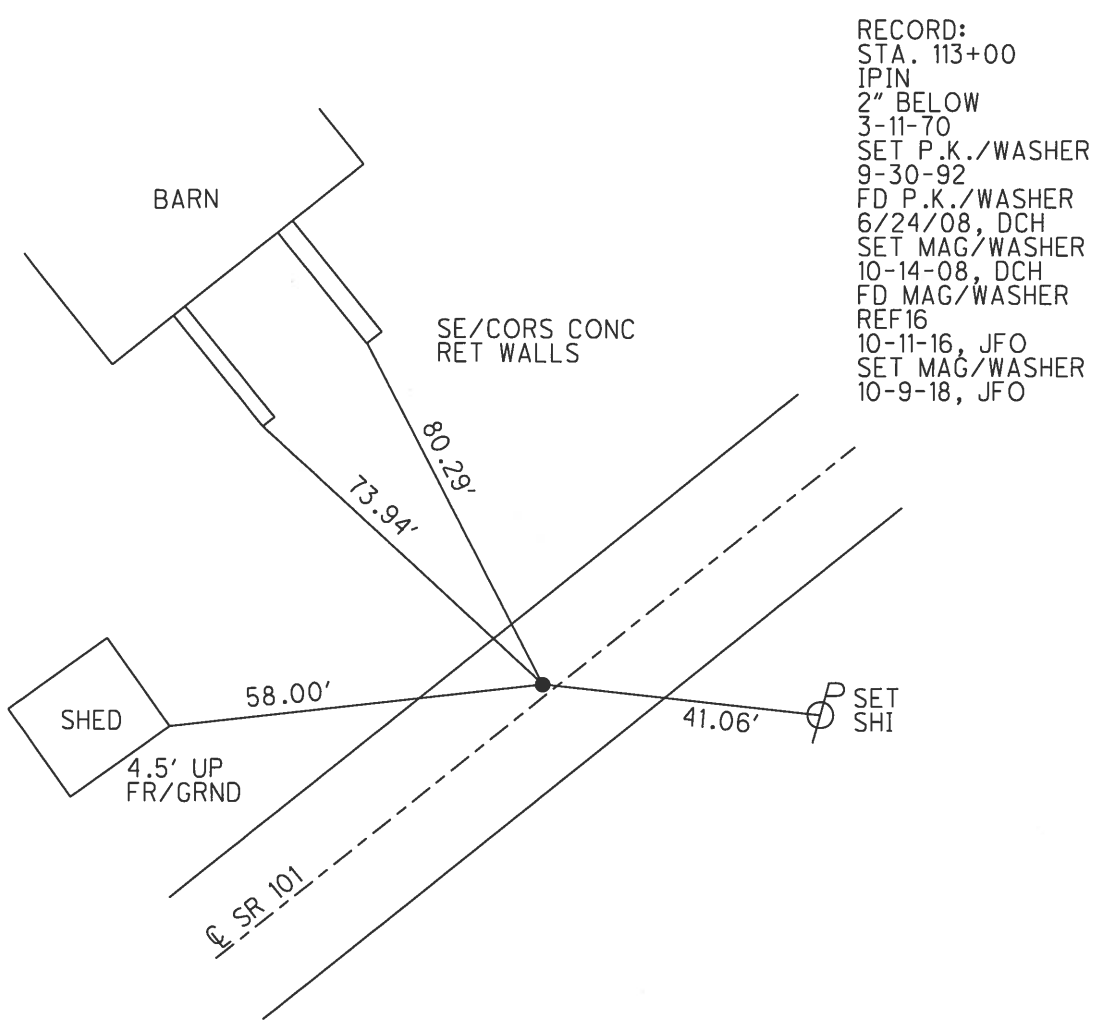 RECORD:
STA. 113+00
IPIN
2" BELOW
3-11-70
SET P.K./WASHER
9-30-92
FD P.K./WASHER
6/24/08, DCH
SET MAG/WASHER
10-14-08, DCH
FD MAG/WASHER
REF16
10-11-16, JFO
SET MAG/WASHER
10-9-18, JFO
BARN
SE/CORS CONC
RET WALLS
80.29'
73.94'
58.00'
SHED
4.5' UP
FR/GRND
41.06'
P SET
SHI
℄ SR 101